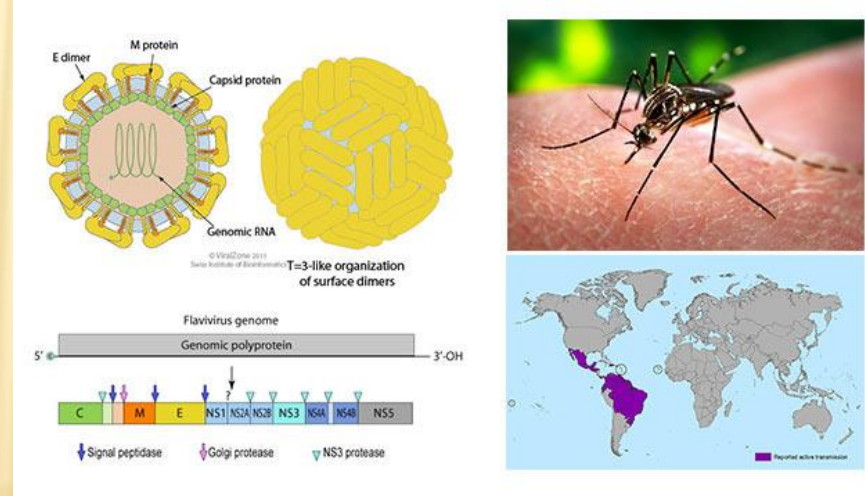 M protein
E dimer
Capsid protein
Genomic RNA
© ViralZone 2011
Swiss Institute of Bioinformatics
T=3-like organization
of surface dimers
Flavivirus genome
Genomic polyprotein
5' C
3'-OH
?
C M E NS1 NS2A NS2B NS3 NS4A NS4B NS5
Signal peptidase
Golgi protease
NS3 protease
Reported active transmission